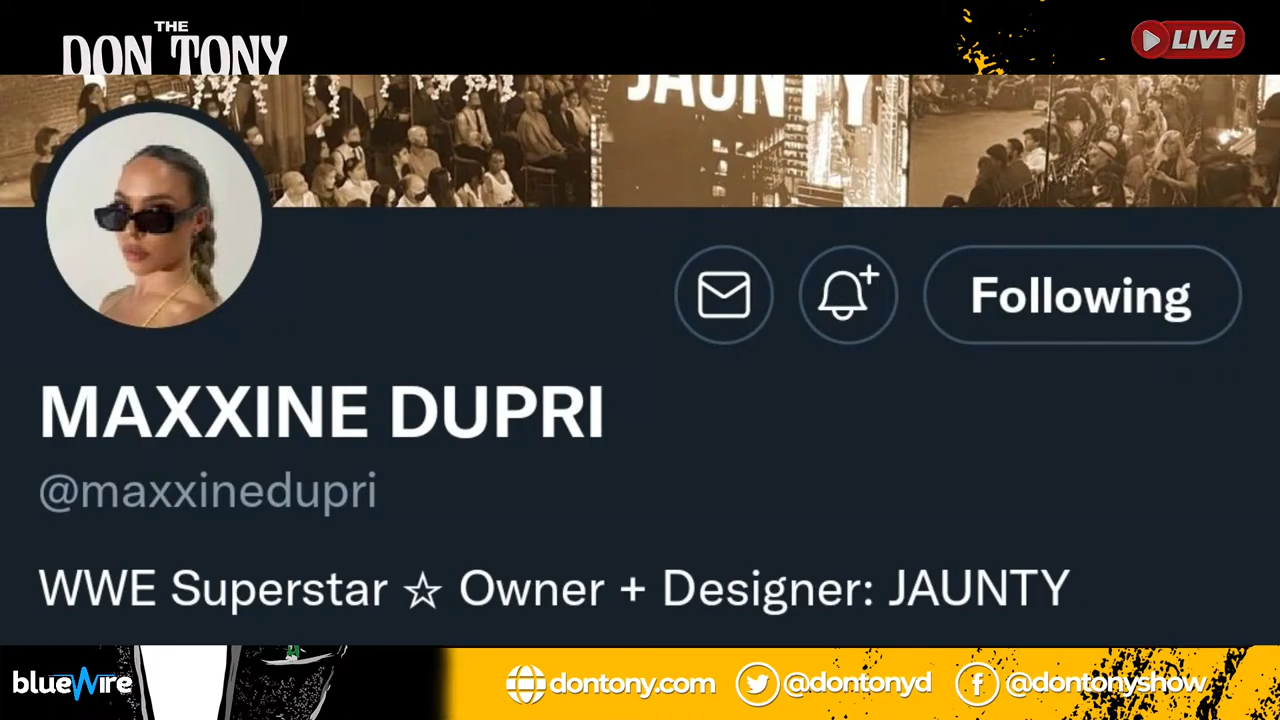 THE
DON TONY
LIVE
JAUNTY
Following
MAXXINE DUPRI
@maxxinedupri
WWE Superstar ☆ Owner + Designer: JAUNTY
bluewire
dontony.com
@dontonyd
@dontonyshow